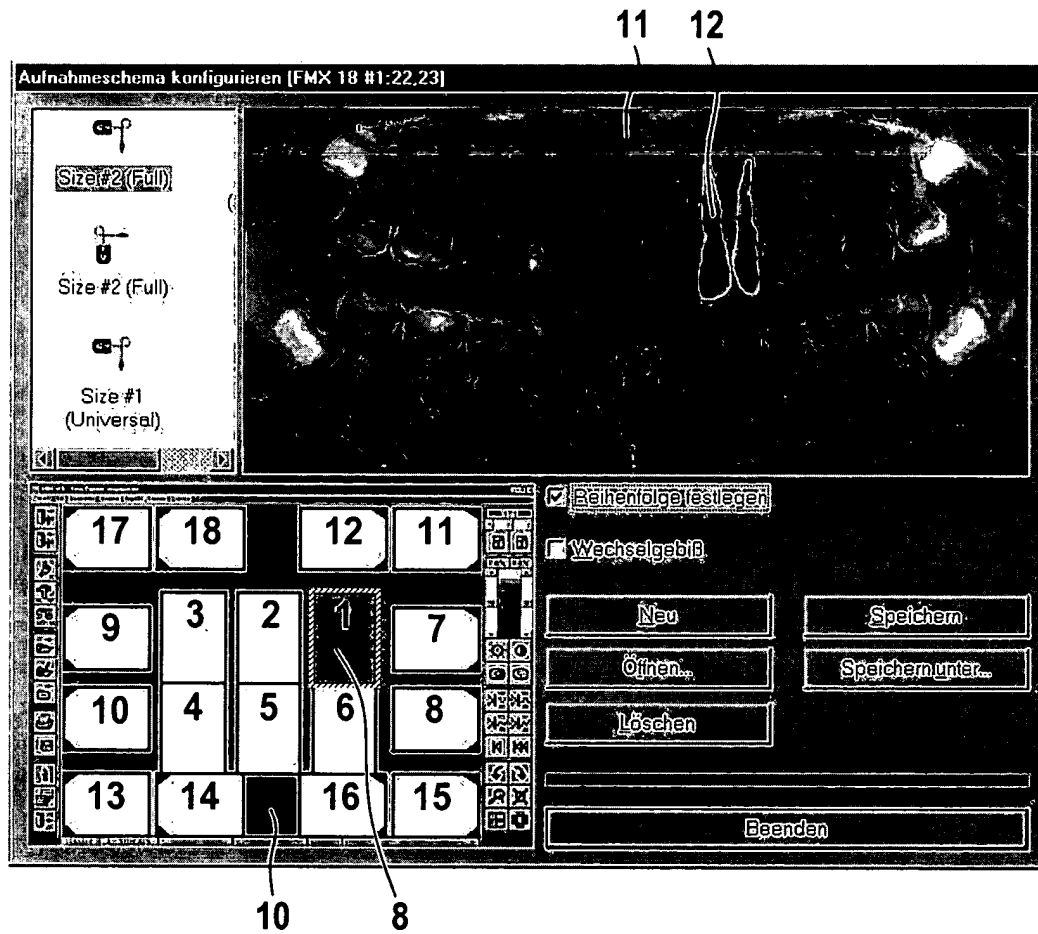 11 12
Aufnahmeschema konfigurieren [FMX 18 #1:22,23]
Size #2 (Full)
Size #2 (Full)
Size #1
(Universal)
17 18 12 11
3 2 1
9 7
4 5 6
10 8
13 14 16 15
Reihenfolge festlegen
Wechselgebiß
Neu Speichern
Öffnen... Speichern unter...
Löschen
Beenden
10 8